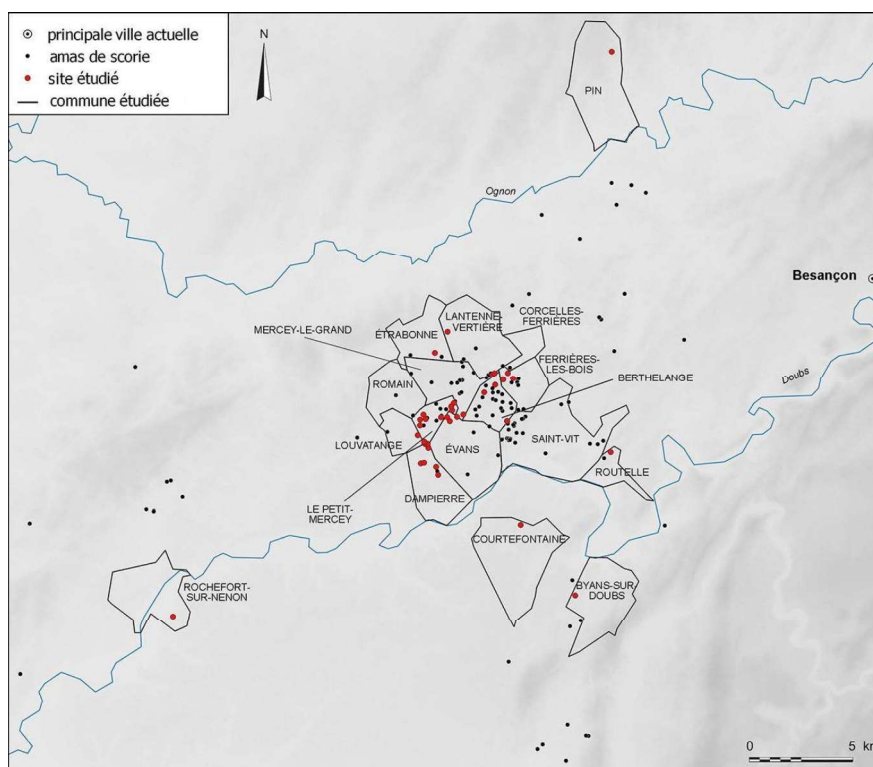 principale ville actuelle
amas de scorie
site étudié
commune étudiée
N
PIN
Ognon
Besançon
LANTENNE-
VERTIÈRE
CORCELLES-
FERRIÈRES
MERCEY-LE-GRAND
ÉTRABONNE
FERRIÈRES-
LES-BOIS
Doubs
ROMAIN
BERTHELANGE
LOUVATANGE
ÉVANS
SAINT-VIT
ROUTELLE
LE PETIT-
MERCEY
DAMPIERRE
COURTEFONTAINE
ROCHEFORT-
SUR-NENON
BYANS-SUR-
DOUBS
0 5 km